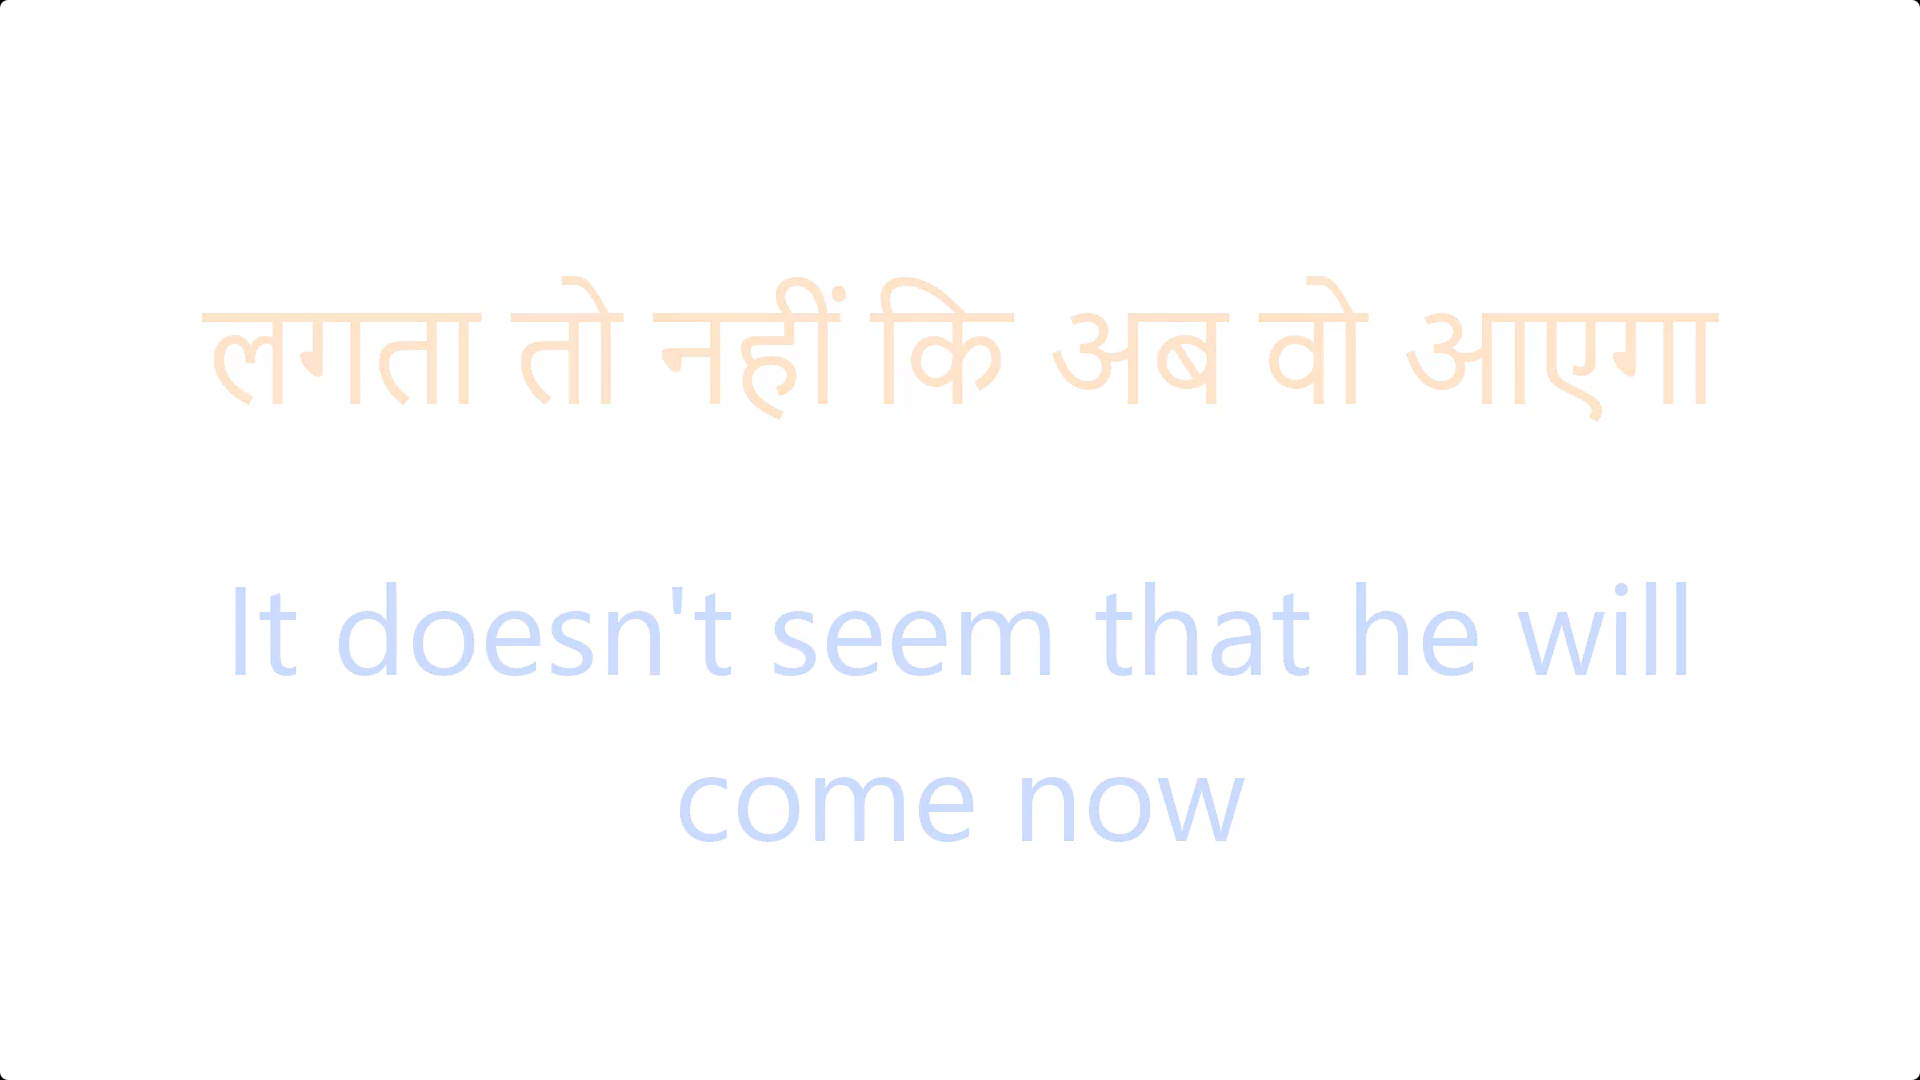 लगता तो नहीं कि अब वो आएगा
It doesn't seem that he will
come now